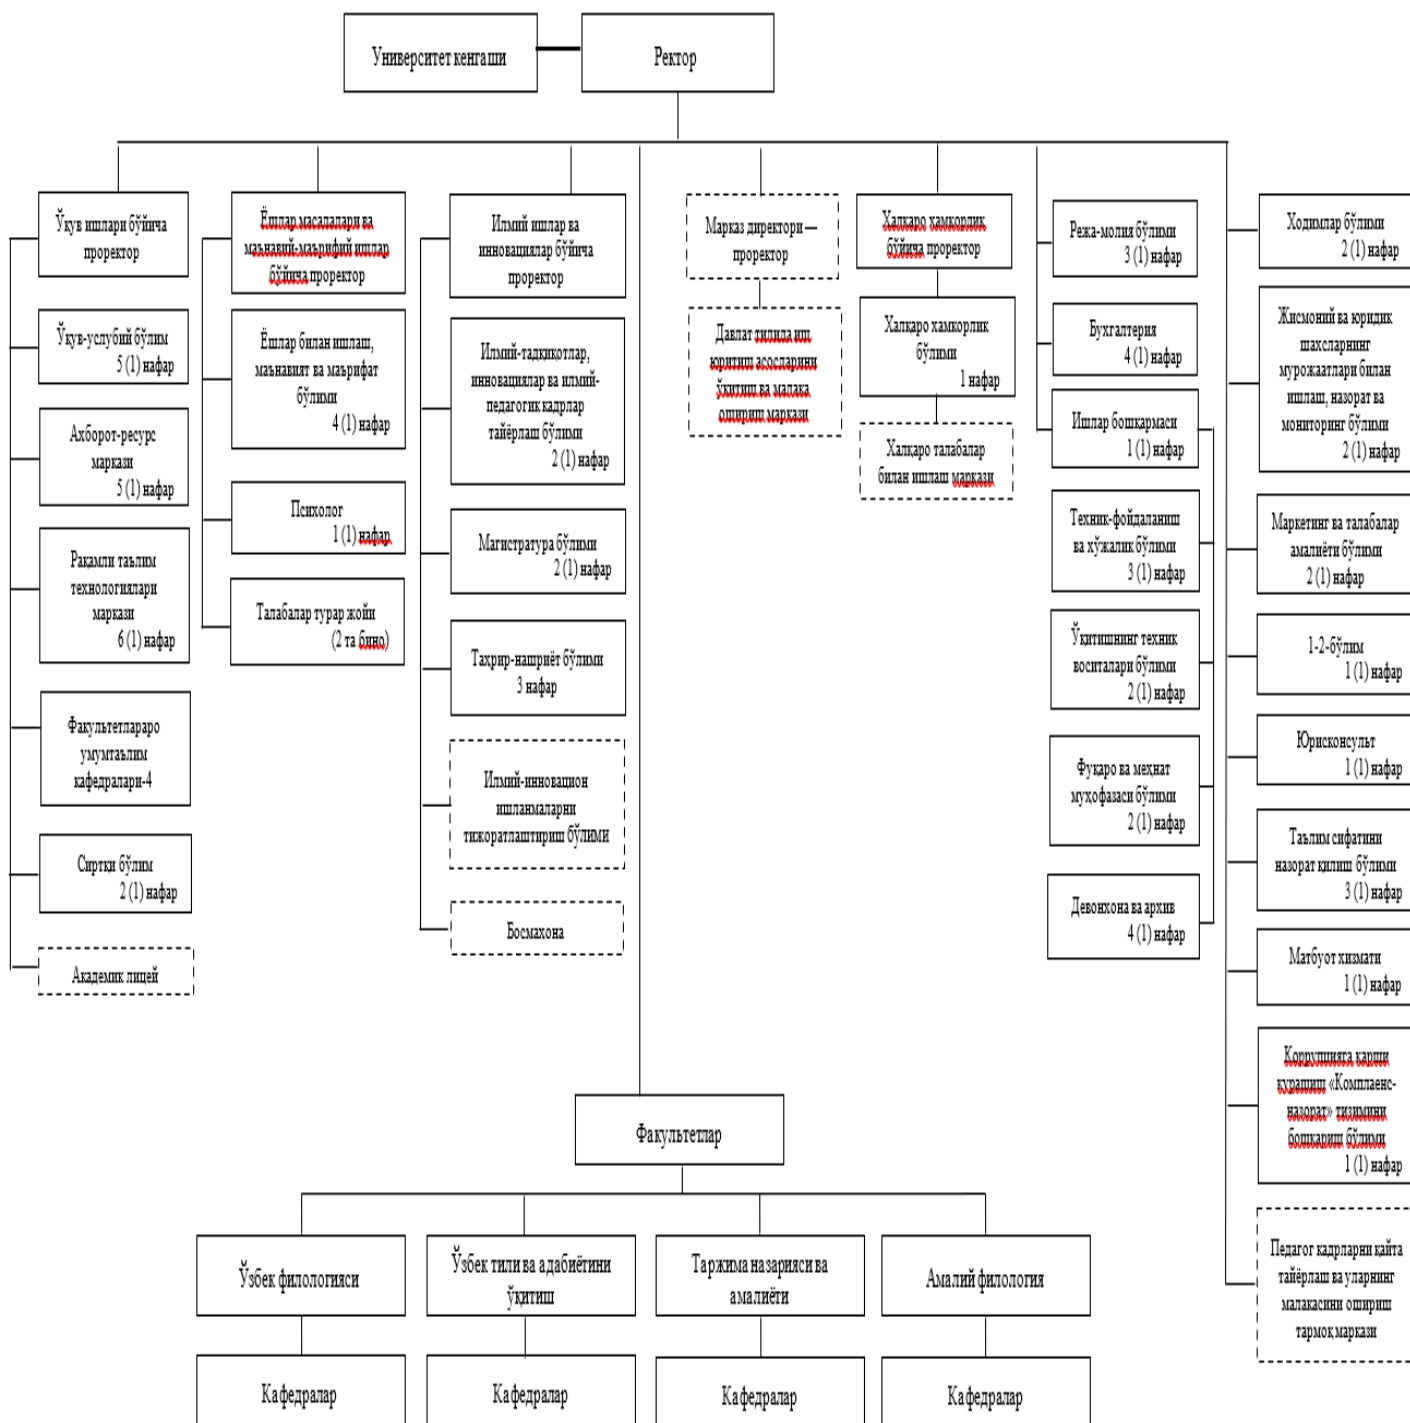 Университет кенгаши
Ректор
Ўқув ишлари бўйича
проректор
Ўқув-услубий бўлим
5 (1) нафар
Ахборот-ресурс
маркази
5 (1) нафар
Рақамли таълим
технологиялари
маркази
6 (1) нафар
Факультетлараро
умумтаълим
кафедралари-4
Сиртқи бўлим
2 (1) нафар
Академик лицей
Ёшлар масалалари ва
маънавий-маърифий ишлар
бўйича проректор
Ёшлар билан ишлаш,
маънавият ва маърифат
бўлими
4 (1) нафар
Психолог
1 (1) нафар
Талабалар турар жойи
(2 та бино)
Илмий ишлар ва
инновациялар бўйича
проректор
Илмий-тадқиқотлар,
инновациялар ва илмий-
педагогик кадрлар
тайёрлаш бўлими
2 (1) нафар
Магистратура бўлими
2 (1) нафар
Таҳрир-нашриёт бўлими
3 нафар
Илмий-инновацион
ишланмаларни
тижоратлаштириш бўлими
Босмахона
Марказ директори —
проректор
Давлат тилида иш
юритиш асосларини
ўқитиш ва малака
ошириш маркази
Халқаро ҳамкорлик
бўйича проректор
Халқаро хамкорлик
бўлими
1 нафар
Халқаро талабалар
билан ишлаш маркази
Режа-молия бўлими
3 (1) нафар
Бухгалтерия
4 (1) нафар
Ишлар бошқармаси
1 (1) нафар
Техник-фойдаланиш
ва хўжалик бўлими
3 (1) нафар
Ўқитишнинг техник
воситалари бўлими
2 (1) нафар
Фуқаро ва меҳнат
муҳофазаси бўлими
2 (1) нафар
Девонхона ва архив
4 (1) нафар
Ходимлар бўлими
2 (1) нафар
Жисмоний ва юридик
шахсларнинг
мурожаатлари билан
ишлаш, назорат ва
мониторинг бўлими
2 (1) нафар
Маркетинг ва талабалар
амалиёти бўлими
2 (1) нафар
1-2-бўлим
1 (1) нафар
Юрисконсульт
1 (1) нафар
Таълим сифатини
назорат қилиш бўлими
3 (1) нафар
Матбуот хизмати
1 (1) нафар
Коррупцияга қарши
курашиш «Комплаенс-
назорат» тизимини
бошқариш бўлими
1 (1) нафар
Педагог кадрларни қайта
тайёрлаш ва уларнинг
малакасини ошириш
тармоқ маркази
Факультетлар
Ўзбек филологияси
Ўзбек тили ва адабиётини
ўқитиш
Таржима назарияси ва
амалиёти
Амалий филология
Кафедралар
Кафедралар
Кафедралар
Кафедралар